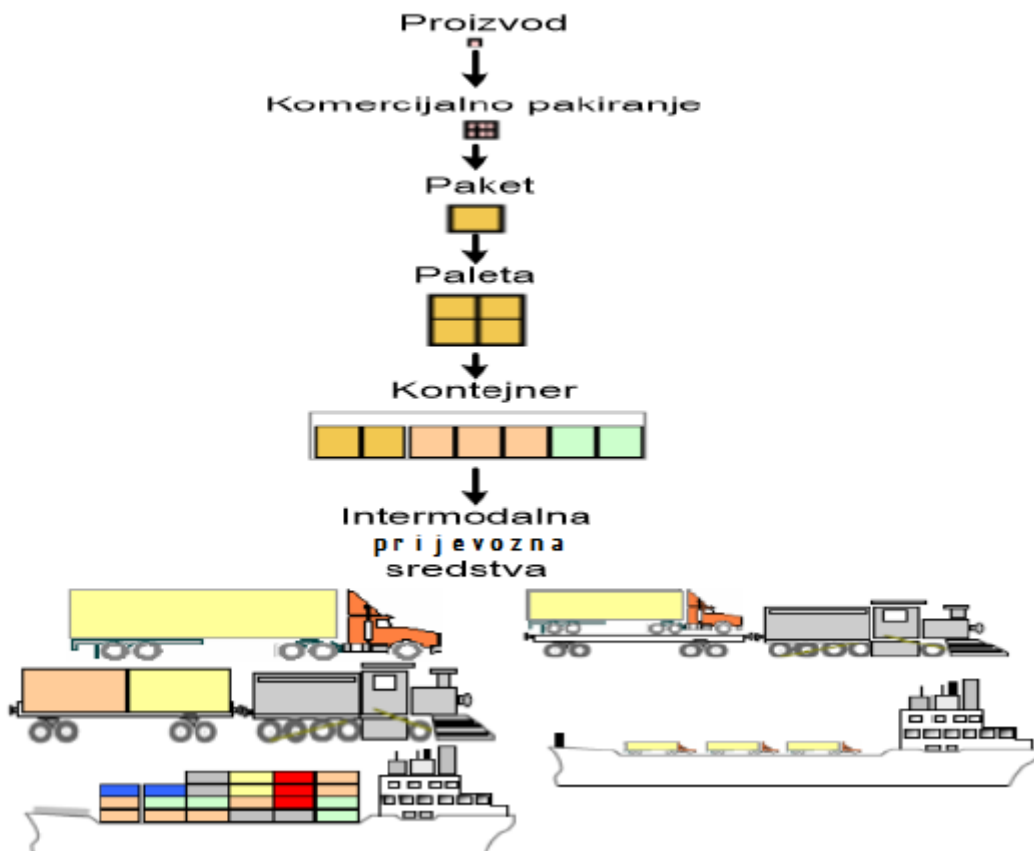 Proizvod
Komercijalno pakiranje
Paket
Paleta
Kontejner
Intermodalna
prijevozna
sredstva